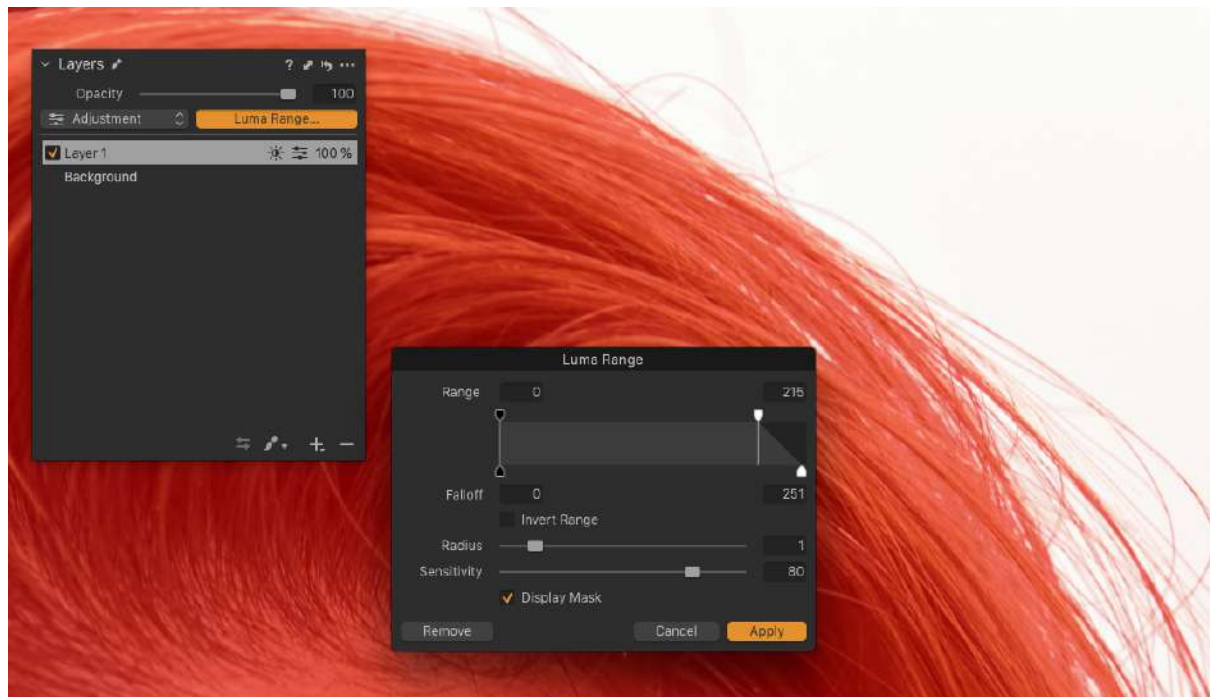 Layers
? ...
Opacity 100
Adjustment Luma Range...
Layer 1 100 %
Background
Luma Range
Range 0 215
Falloff 0 251
Invert Range
Radius 1
Sensitivity 80
Display Mask
Remove Cancel Apply